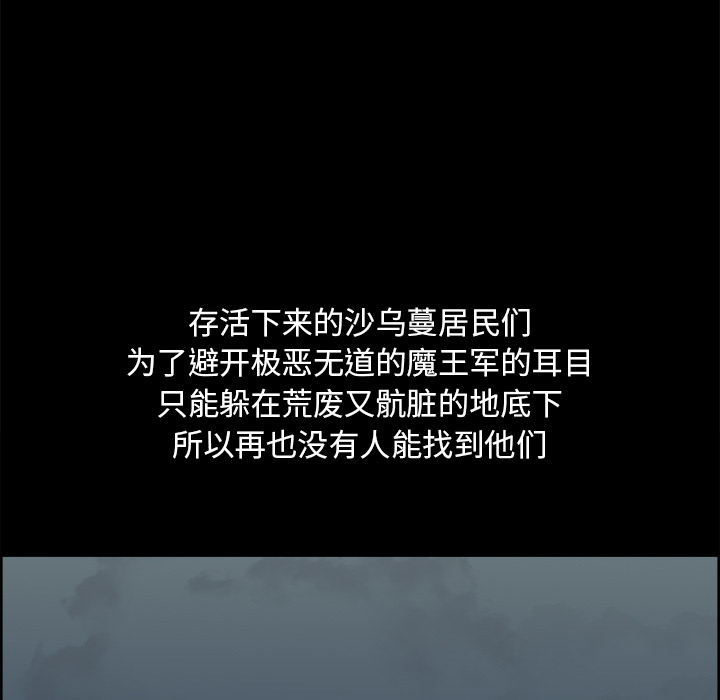 存活下来的沙乌蔓居民们
为了避开极恶无道的魔王军的耳目
只能躲在荒废又骯脏的地底下
所以再也没有人能找到他们